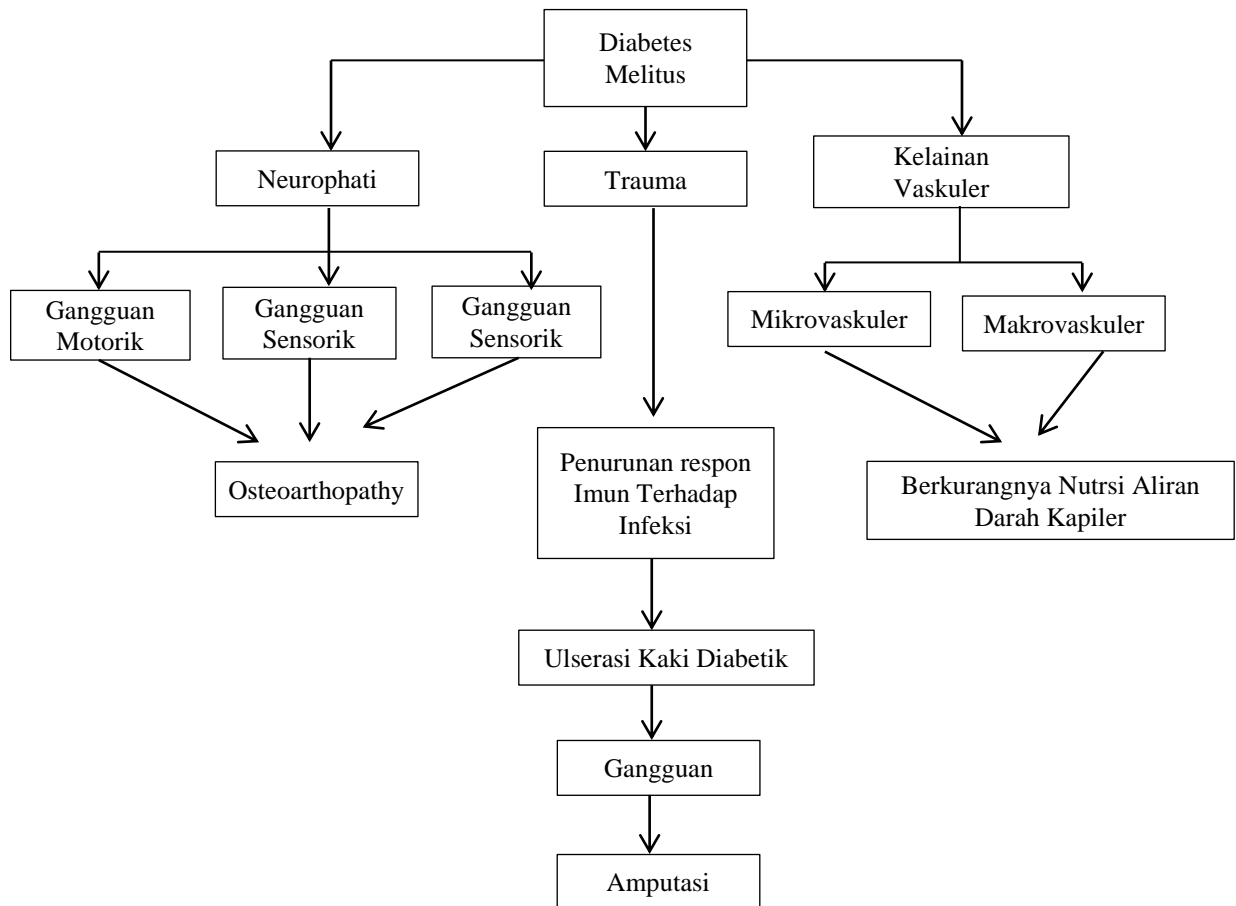 Diabetes
Melitus
Neurophati
Trauma
Kelainan
Vaskuler
Gangguan
Motorik
Gangguan
Sensorik
Gangguan
Sensorik
Mikrovaskuler
Makrovaskuler
Osteoarthopathy
Penurunan respon
Imun Terhadap
Infeksi
Berkurangnya Nutrsi Aliran
Darah Kapiler
Ulserasi Kaki Diabetik
Gangguan
Amputasi